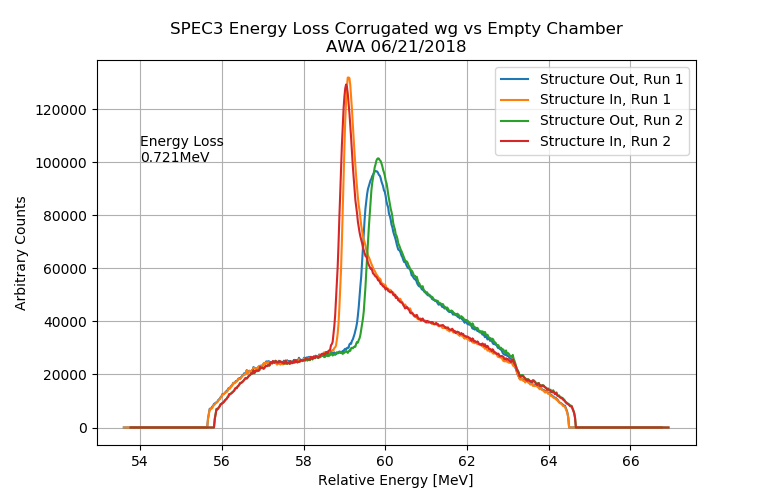 SPEC3 Energy Loss Corrugated wg vs Empty Chamber
AWA 06/21/2018
Structure Out, Run 1
Structure In, Run 1
Structure Out, Run 2
Structure In, Run 2
Energy Loss
0.721MeV
120000
100000
80000
60000
40000
20000
0
Arbitrary Counts
54 56 58 59 60 62 64 66
Relative Energy [MeV]